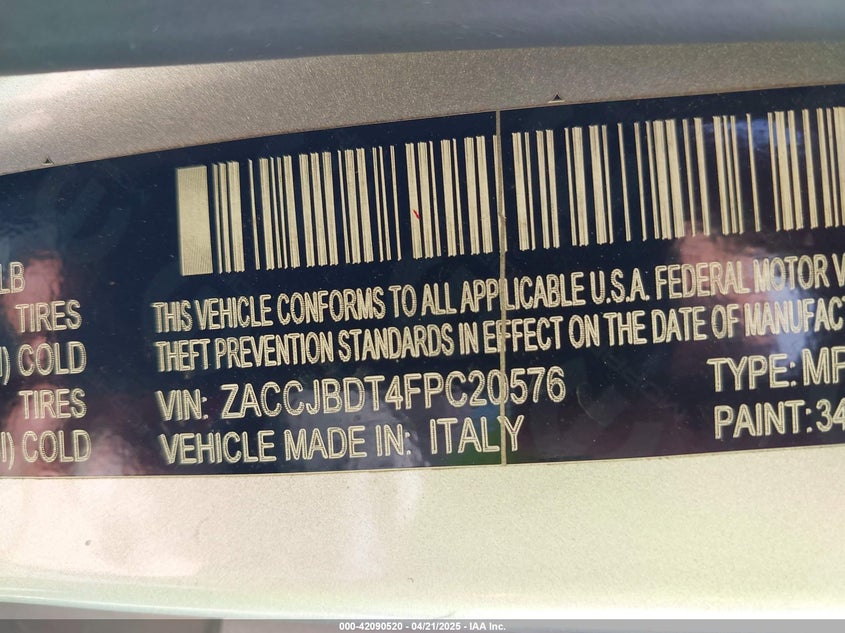 LB
TIRES
I) COLD
TIRES
I) COLD
THIS VEHICLE CONFORMS TO ALL APPLICABLE U.S.A. FEDERAL MOTOR V
THEFT PREVENTION STANDARDS IN EFFECT ON THE DATE OF MANUFACT
VIN: ZACCJBDT4FPC20576 TYPE: MP
VEHICLE MADE IN: ITALY PAINT: 34
000-42090520 - 04/21/2025 - IAA Inc.